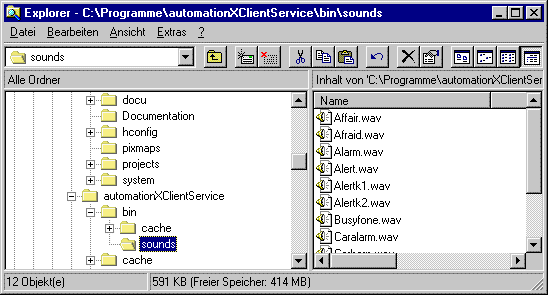 Explorer - C:\Programme\automationXClientService\bin\sounds
Datei Bearbeiten Ansicht Extras ?
sounds
Alle Ordner
Inhalt von 'C:\Programme\automationXClientSer
docu
Documentation
hconfig
pixmaps
projects
system
automationXClientService
bin
cache
sounds
cache
Name
Affair.wav
Afraid.wav
Alarm.wav
Alert.wav
Alertk1.wav
Alertk2.wav
Busyfone.wav
Caralarm.wav
12 Objekt(e)
591 KB (Freier Speicher: 414 MB)